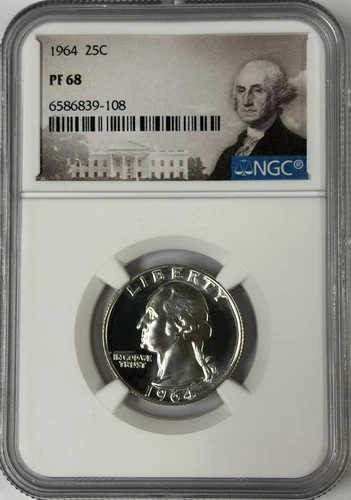 1964 25C
PF 68
6586839-108
NGC®
LIBERTY
IN GOD WE
TRUST
1964